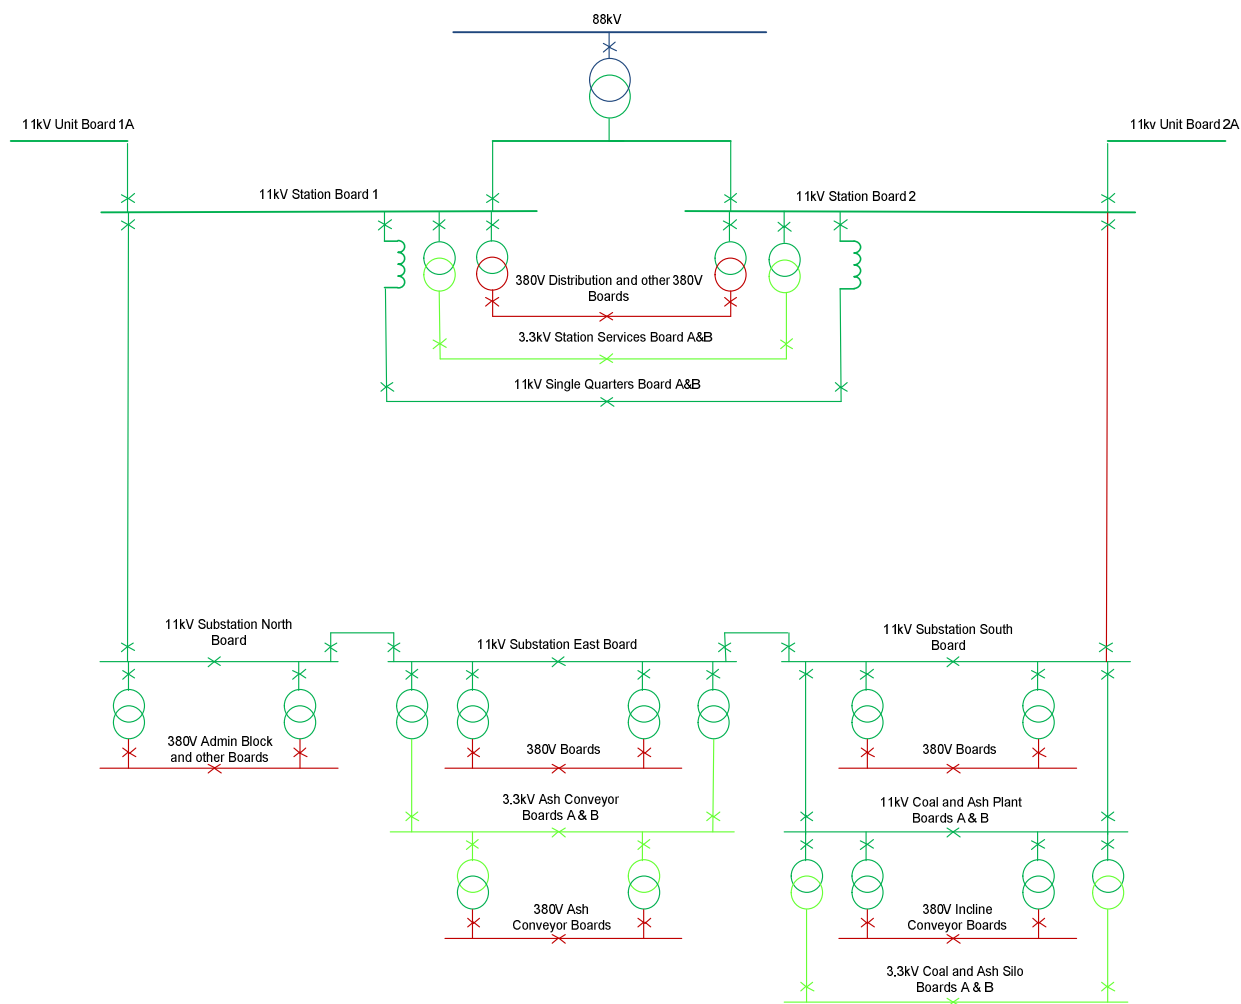 88kV
11kV Unit Board 1A
11kv Unit Board 2A
11kV Station Board 1
11kV Station Board 2
380V Distribution and other 380V
Boards
3.3kV Station Services Board A&B
11kV Single Quarters Board A&B
11kV Substation North
Board
11kV Substation East Board
11kV Substation South
Board
380V Admin Block
and other Boards
380V Boards
380V Boards
3.3kV Ash Conveyor
Boards A & B
11kV Coal and Ash Plant
Boards A & B
380V Ash
Conveyor Boards
380V Incline
Conveyor Boards
3.3kV Coal and Ash Silo
Boards A & B